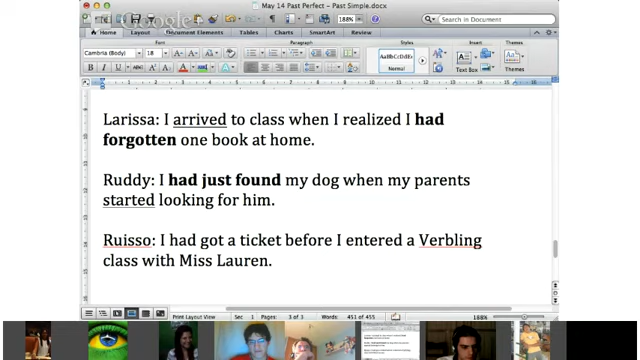 May 14 Past Perfect – Past Simple.docx
Google
188%
Search in Document
Home Layout Document Elements Tables Charts SmartArt Review
Font Paragraph Styles Insert Themes
Cambria (Body) 18
AaBbCcDdEe
Normal
Text Box
Themes
Larissa: I arrived to class when I realized I had
forgotten one book at home.
Ruddy: I had just found my dog when my parents
started looking for him.
Ruisso: I had got a ticket before I entered a Verbling
class with Miss Lauren.
Print Layout View Sec 1 Pages: 3 of 3 Words: 451 of 455 188%